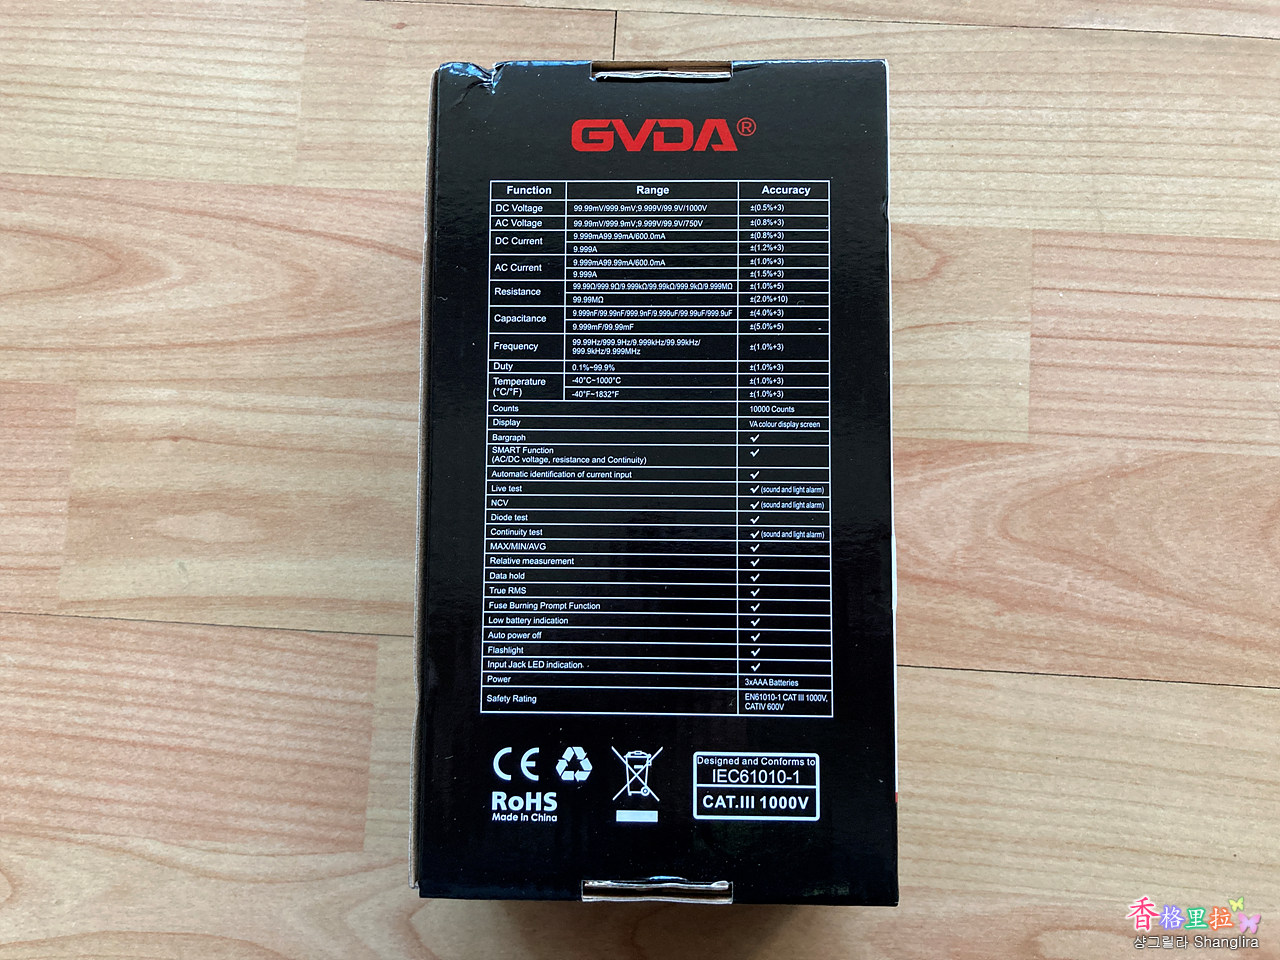 GVDA®
Function Range Accuracy
DC Voltage 99.99mV/999.9mV;9.999V/99.9V/1000V ±(0.5%+3)
AC Voltage 99.99mV/999.9mV;9.999V/99.9V/750V ±(0.8%+3)
DC Current 9.999mA99.99mA/600.0mA ±(0.8%+3)
9.999A ±(1.2%+3)
AC Current 9.999mA99.99mA/600.0mA ±(1.0%+3)
9.999A ±(1.5%+3)
Resistance 99.99Ω/999.9Ω/9.999kΩ/99.99kΩ/999.9kΩ/9.999MΩ ±(1.0%+5)
99.99MΩ ±(2.0%+10)
Capacitance 9.999nF/99.99nF/999.9nF/9.999uF/99.99uF/999.9uF ±(4.0%+3)
9.999mF/99.99mF ±(5.0%+5)
Frequency 99.99Hz/999.9Hz/9.999kHz/99.99kHz/
999.9kHz/9.999MHz ±(1.0%+3)
Duty 0.1%~99.9% ±(1.0%+3)
Temperature -40°C~1000°C ±(1.0%+3)
(°C/°F) -40°F~1832°F ±(1.0%+3)
Counts 10000 Counts
Display VA colour display screen
Bargraph ✓
SMART Function ✓
(AC/DC voltage, resistance and Continuity)
Automatic identification of current input ✓
Live test ✓ (sound and light alarm)
NCV ✓ (sound and light alarm)
Diode test ✓
Continuity test ✓ (sound and light alarm)
MAX/MIN/AVG ✓
Relative measurement ✓
Data hold ✓
True RMS ✓
Fuse Burning Prompt Function ✓
Low battery indication ✓
Auto power off ✓
Flashlight ✓
Input Jack LED indication. ✓
Power 3xAAA Batteries
Safety Rating EN61010-1 CAT III 1000V,
CATIV 600V
CE
RoHS
Made In China
Designed and Conforms to
IEC61010-1
CAT.III 1000V
香格里拉
샹그릴라 Shanglira